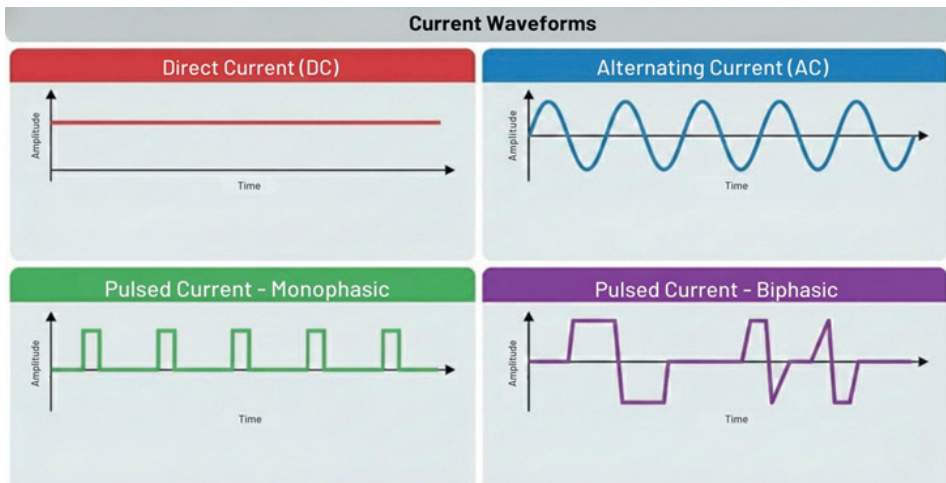 Current Waveforms
Direct Current (DC)
Amplitude
Time
Alternating Current (AC)
Amplitude
Time
Pulsed Current - Monophasic
Amplitude
Time
Pulsed Current - Biphasic
Amplitude
Time